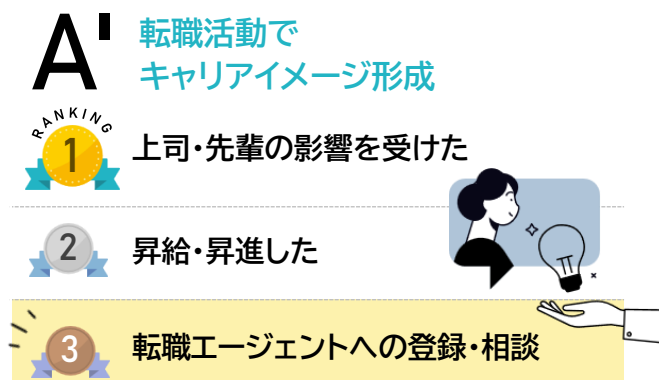 A'
転職活動で
キャリアイメージ形成
RANKING
1
上司・先輩の影響を受けた
2
昇給・昇進した
3
転職エージェントへの登録・相談